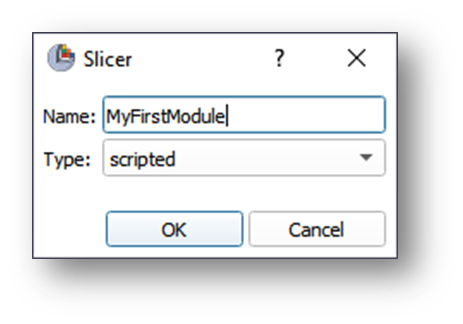 Slicer ?
Name: MyFirstModule
Type: scripted
OK Cancel